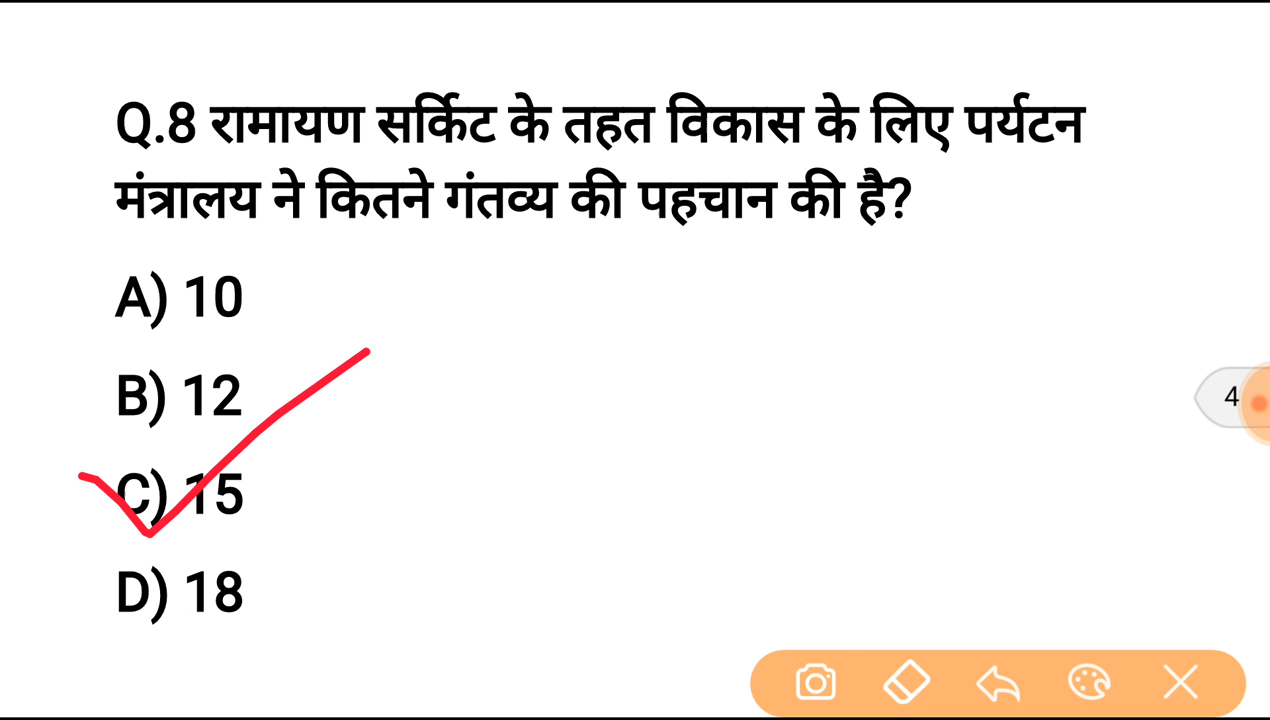 Q.8 रामायण सर्किट के तहत विकास के लिए पर्यटन
मंत्रालय ने कितने गंतव्य की पहचान की है?
A) 10
B) 12
C) 15
D) 18
4